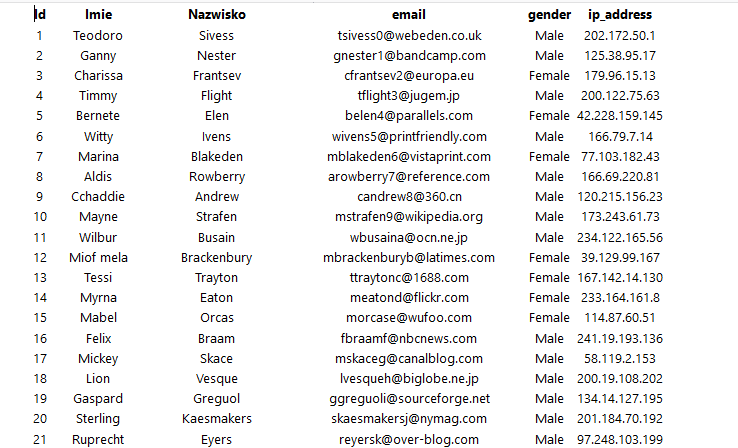 Id Imie Nazwisko email gender ip_address
1 Teodoro Sivess tsivess0@webeden.co.uk Male 202.172.50.1
2 Ganny Nester gnester1@bandcamp.com Male 125.38.95.17
3 Charissa Frantsev cfrantsev2@europa.eu Female 179.96.15.13
4 Timmy Flight tflight3@jugem.jp Male 200.122.75.63
5 Bernete Elen belen4@parallels.com Female 42.228.159.145
6 Witty Ivens wivens5@printfriendly.com Male 166.79.7.14
7 Marina Blakeden mblakeden6@vistaprint.com Female 77.103.182.43
8 Aldis Rowberry arowberry7@reference.com Male 166.69.220.81
9 Cchaddie Andrew candrew8@360.cn Male 120.215.156.23
10 Mayne Strafen mstrafen9@wikipedia.org Male 173.243.61.73
11 Wilbur Busain wbusaina@ocn.ne.jp Male 234.122.165.56
12 Miof mela Brackenbury mbrackenburyb@latimes.com Female 39.129.99.167
13 Tessi Trayton ttraytonc@1688.com Female 167.142.14.130
14 Myrna Eaton meatond@flickr.com Female 233.164.161.8
15 Mabel Orcas morcase@wufoo.com Female 114.87.60.51
16 Felix Braam fbraamf@nbcnews.com Male 241.19.193.136
17 Mickey Skace mskaceg@canalblog.com Male 58.119.2.153
18 Lion Vesque lvesqueh@biglobe.ne.jp Male 200.19.108.202
19 Gaspard Greguol ggreguoli@sourceforge.net Male 134.14.127.195
20 Sterling Kaesmakers skaesmakersj@nymag.com Male 201.184.70.192
21 Ruprecht Eyers reyersk@over-blog.com Male 97.248.103.199